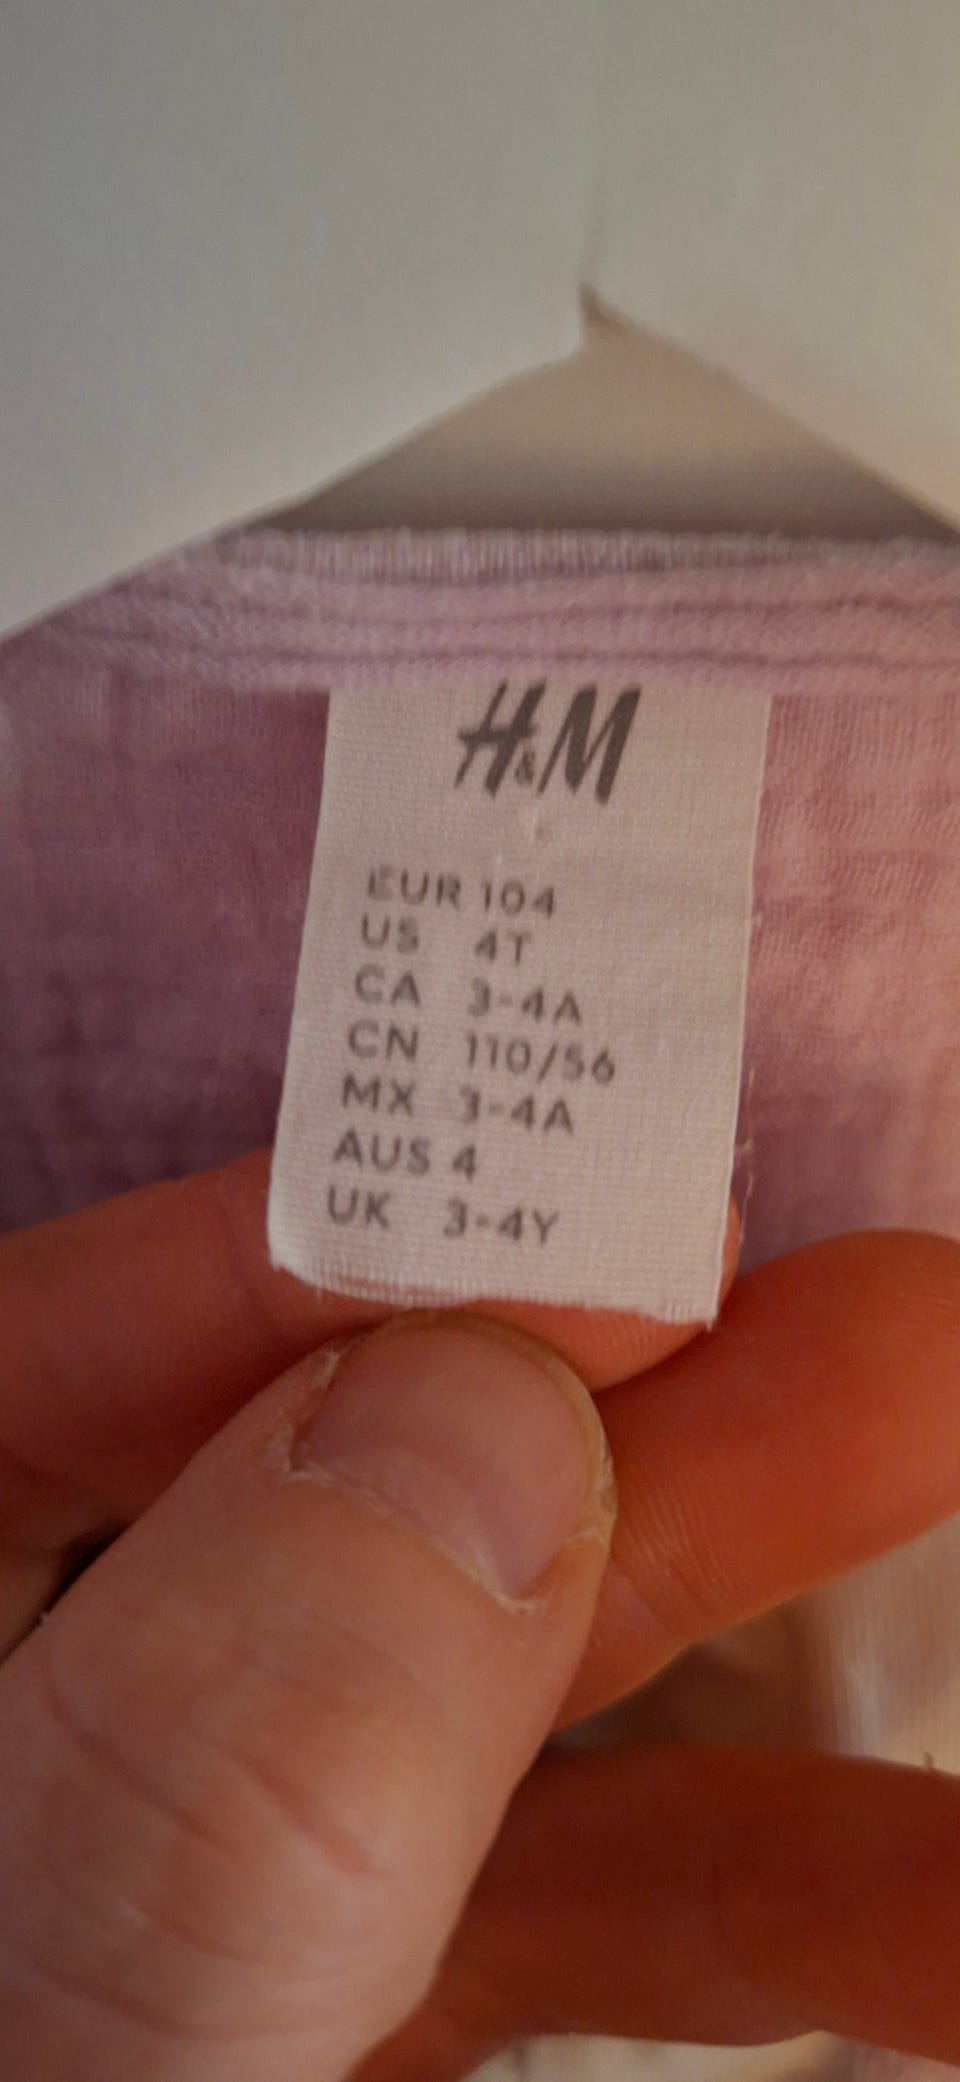 H&M
EUR 104
US 4T
CA 3-4A
CN 110/56
MX 3-4A
AUS 4
UK 3-4Y